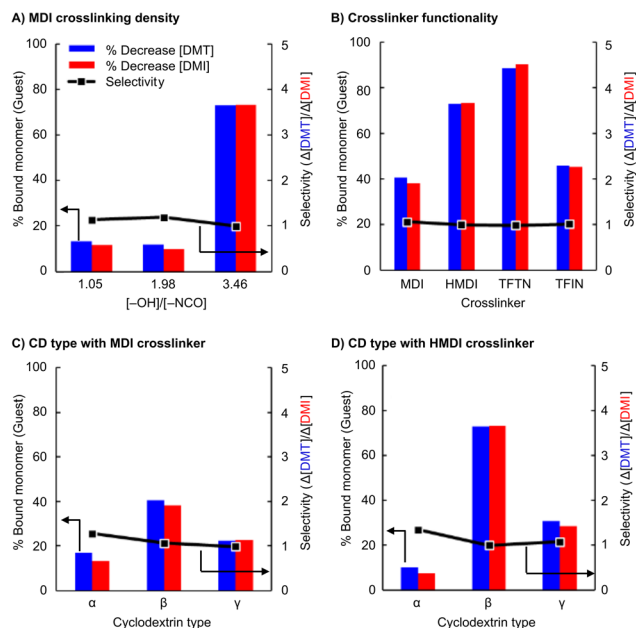 A) MDI crosslinking density
% Bound monomer (Guest)
100
80
60
40
20
0
% Decrease [DMT]
% Decrease [DMI]
Selectivity
5
4
3
2
1
0
Selectivity (Δ[DMT]/Δ[DMI]
1.05 1.98 3.46
[–OH]/[–NCO]
B) Crosslinker functionality
% Bound monomer (Guest)
100
80
60
40
20
0
5
4
3
2
1
0
Selectivity (Δ[DMT]/Δ[DMI]
MDI HMDI TFTN TFIN
Crosslinker
C) CD type with MDI crosslinker
% Bound monomer (Guest)
100
80
60
40
20
0
5
4
3
2
1
0
Selectivity (Δ[DMT]/Δ[DMI]
α β γ
Cyclodextrin type
D) CD type with HMDI crosslinker
% Bound monomer (Guest)
100
80
60
40
20
0
5
4
3
2
1
0
Selectivity (Δ[DMT]/Δ[DMI]
α β γ
Cyclodextrin type